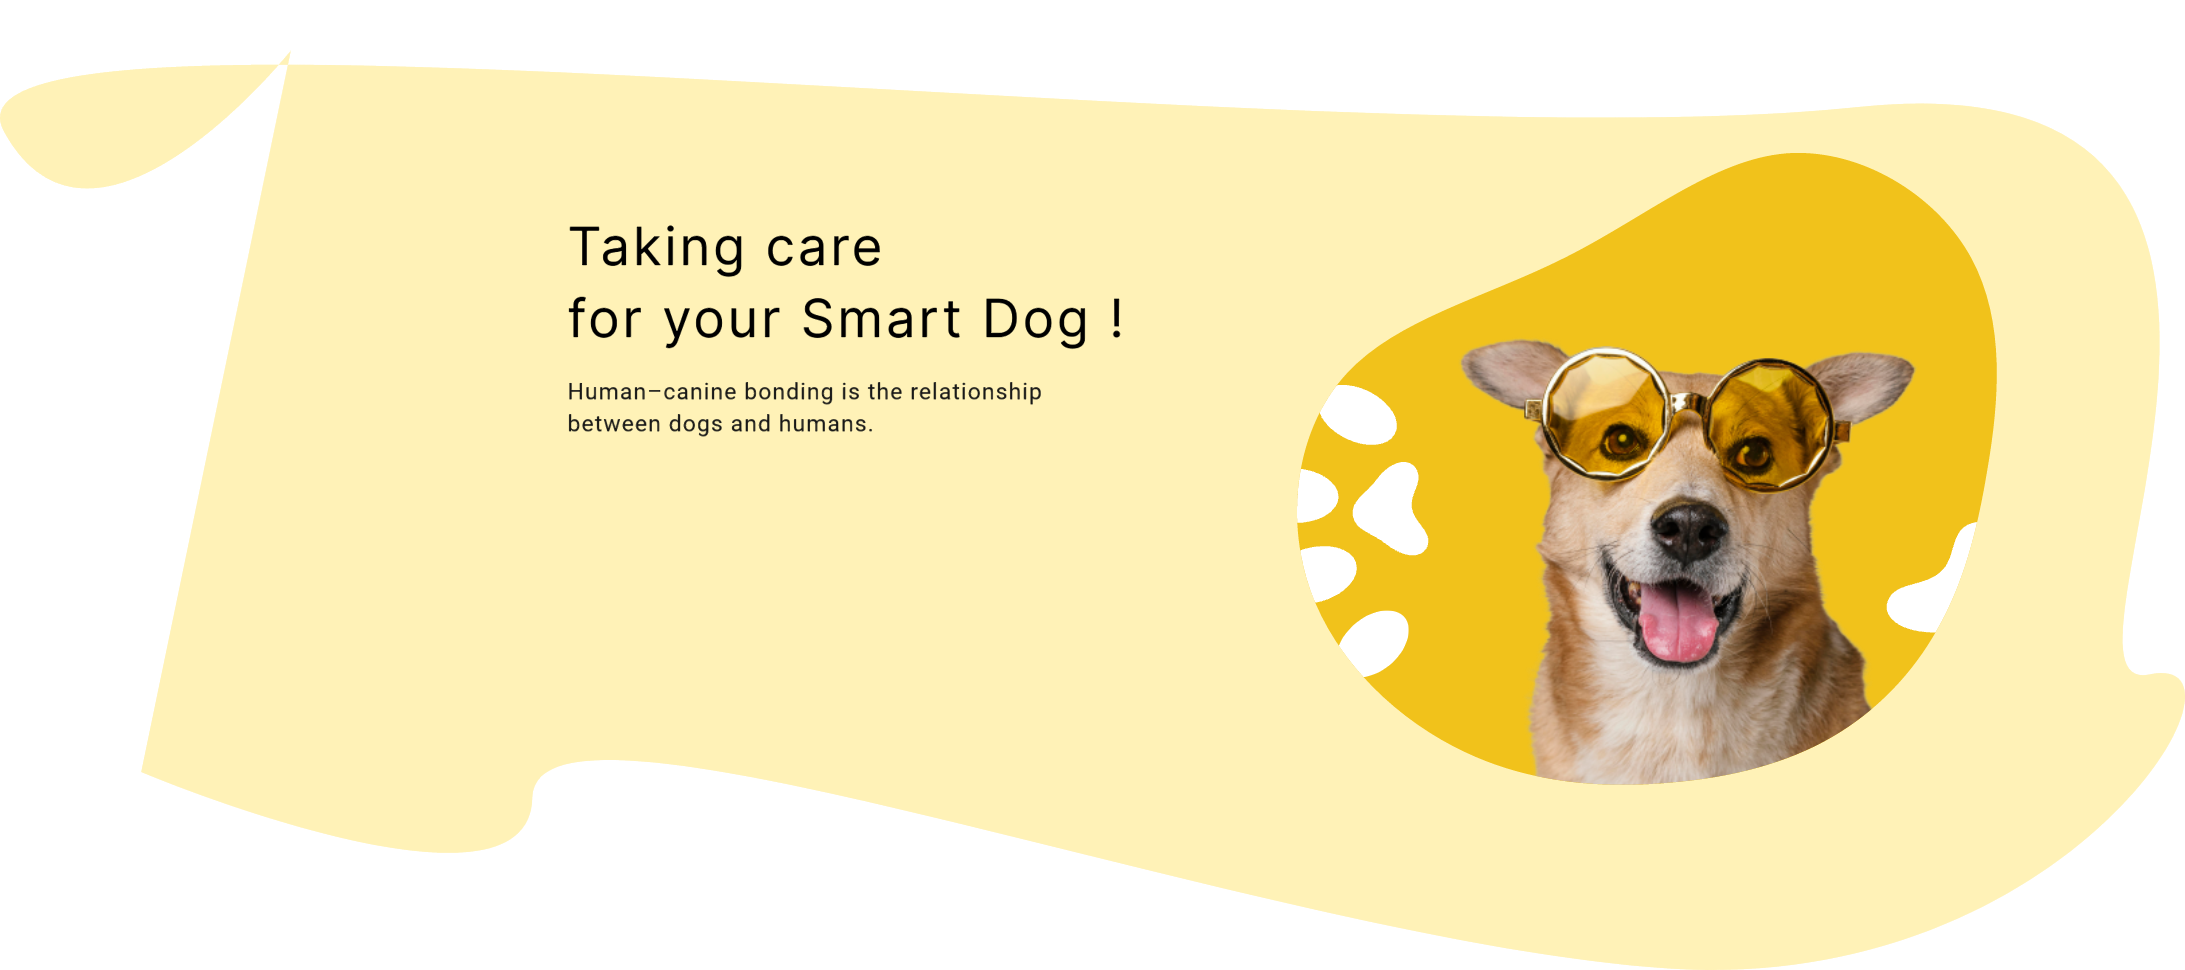 Taking care
for your Smart Dog !
Human–canine bonding is the relationship
between dogs and humans.